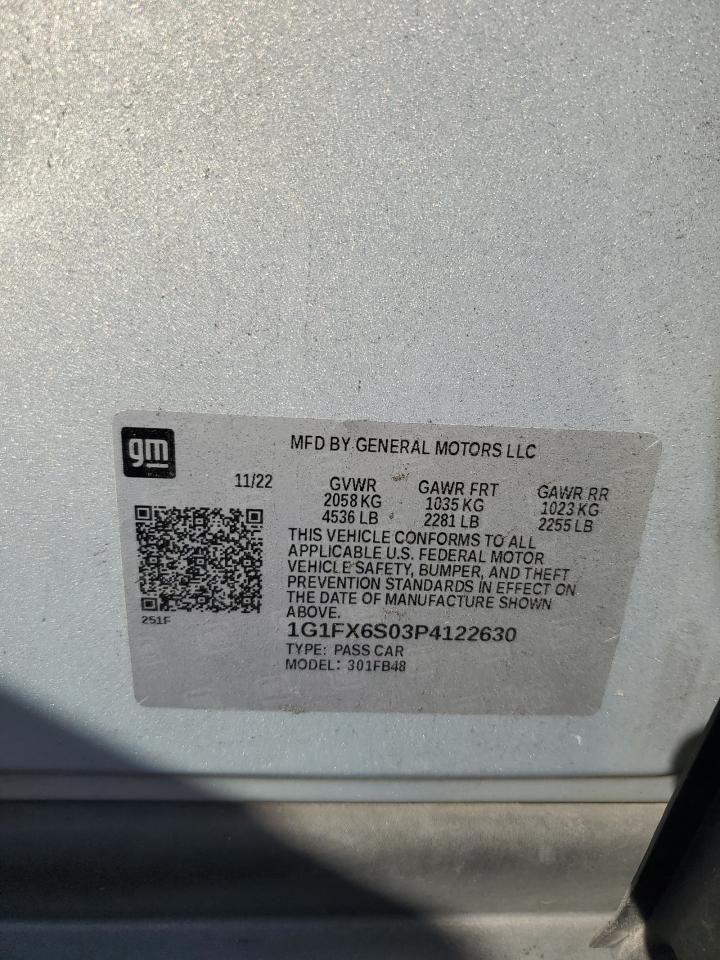 gm
MFD BY GENERAL MOTORS LLC
11/22 GVWR GAWR FRT GAWR RR
2058 KG 1035 KG 1023 KG
4536 LB 2281 LB 2255 LB
THIS VEHICLE CONFORMS TO ALL
APPLICABLE U.S. FEDERAL MOTOR
VEHICLE SAFETY, BUMPER, AND THEFT
PREVENTION STANDARDS IN EFFECT ON
THE DATE OF MANUFACTURE SHOWN
ABOVE.
251F
1G1FX6S03P4122630
TYPE: PASS CAR
MODEL: 301FB48